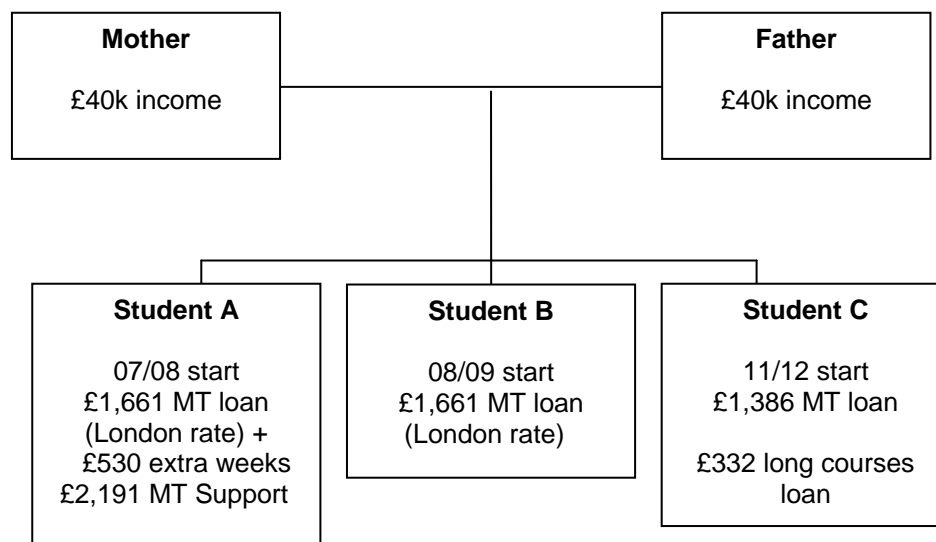 Mother
£40k income
Father
£40k income
Student A
07/08 start
£1,661 MT loan
(London rate) +
£530 extra weeks
£2,191 MT Support
Student B
08/09 start
£1,661 MT loan
(London rate)
Student C
11/12 start
£1,386 MT loan
£332 long courses
loan